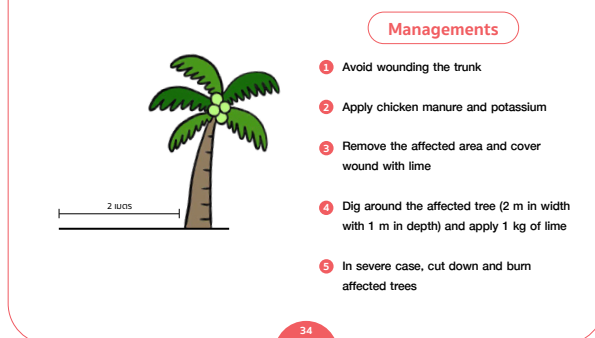 Managements
1 Avoid wounding the trunk
2 Apply chicken manure and potassium
3 Remove the affected area and cover
wound with lime
2 เมตร
4 Dig around the affected tree (2 m in width
with 1 m in depth) and apply 1 kg of lime
5 In severe case, cut down and burn
affected trees
34